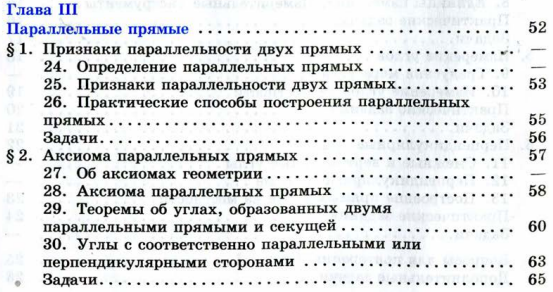 Глава III
Параллельные прямые 52
§ 1. Признаки параллельности двух прямых —
24. Определение параллельных прямых —
25. Признаки параллельности двух прямых 53
26. Практические способы построения параллельных
прямых 55
Задачи 56
§ 2. Аксиома параллельных прямых 57
27. Об аксиомах геометрии —
28. Аксиома параллельных прямых 58
29. Теоремы об углах, образованных двумя
параллельными прямыми и секущей 60
30. Углы с соответственно параллельными или
перпендикулярными сторонами 63
Задачи 65